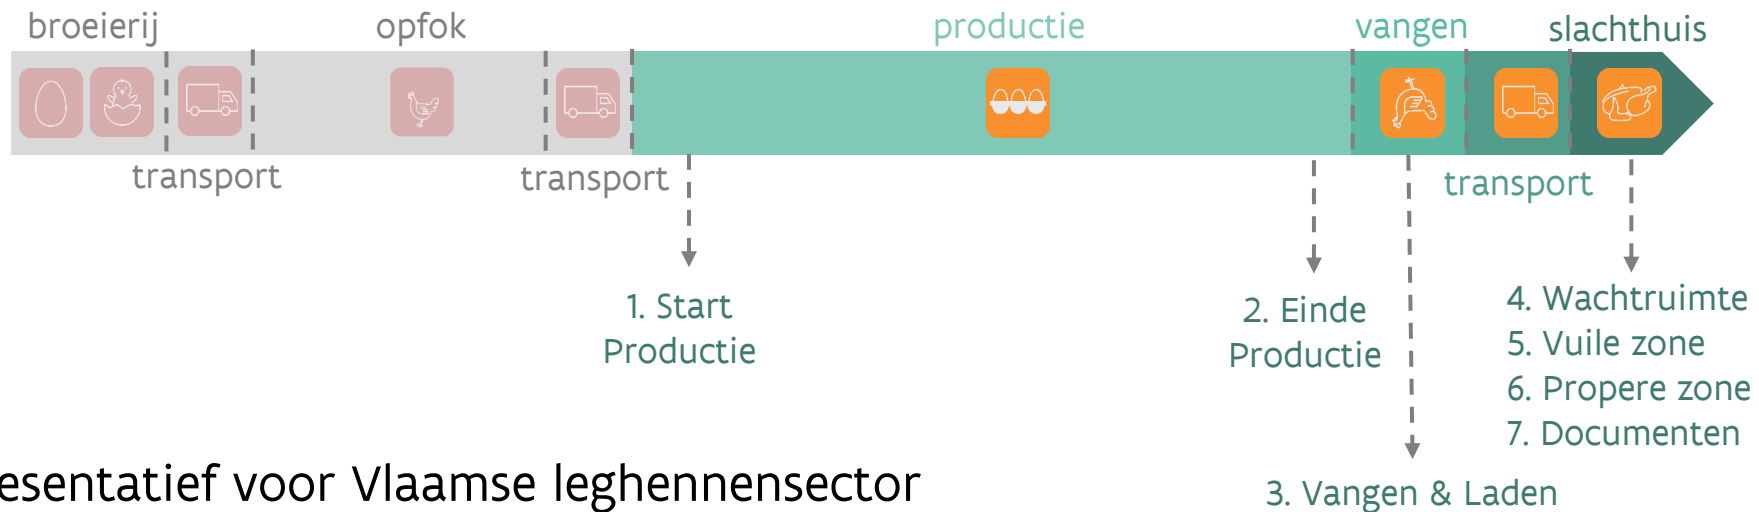 broeierij
opfok
productie
vangen
slachthuis
transport
transport
transport
1. Start
Productie
2. Einde
Productie
4. Wachtruimte
5. Vuile zone
6. Propere zone
7. Documenten
3. Vangen & Laden
esentatief voor Vlaamse leghennensector